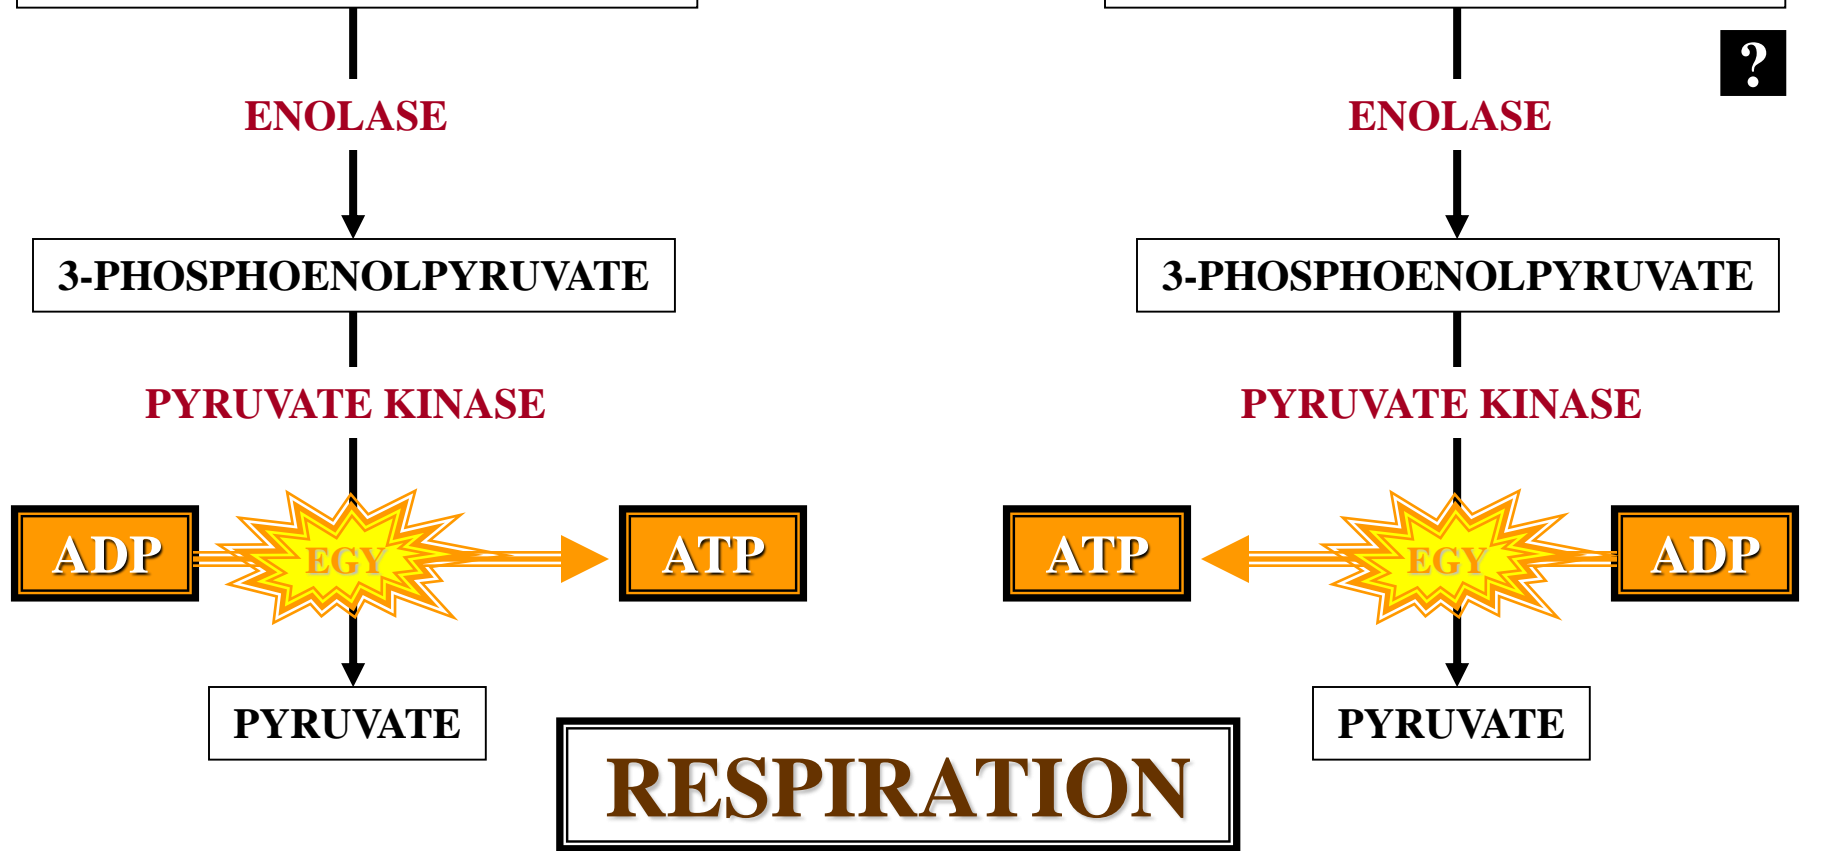 ?
ENOLASE ENOLASE
3-PHOSPHOENOLPYRUVATE 3-PHOSPHOENOLPYRUVATE
PYRUVATE KINASE PYRUVATE KINASE
ADP EGY ATP ATP EGY ADP
PYRUVATE PYRUVATE
RESPIRATION